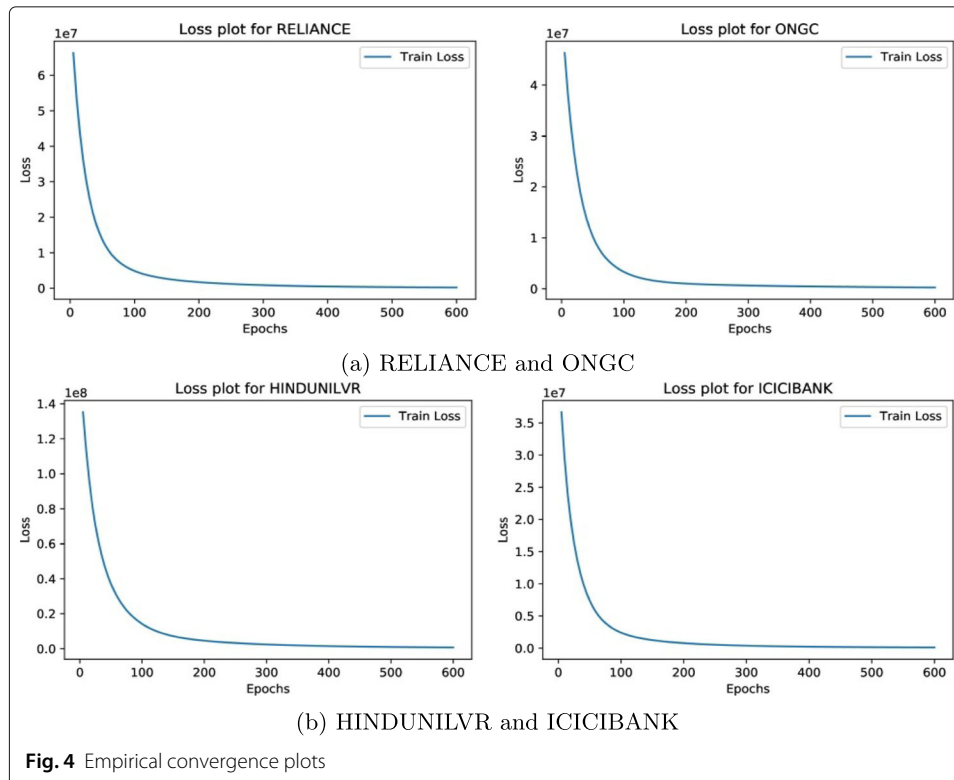 Loss plot for RELIANCE
1e7
Train Loss
6
5
4
3
2
1
0
Loss
0 100 200 300 400 500 600
Epochs
Loss plot for ONGC
1e7
Train Loss
4
3
2
1
0
Loss
0 100 200 300 400 500 600
Epochs
(a) RELIANCE and ONGC
Loss plot for HINDUNILVR
1e8
Train Loss
1.4
1.2
1.0
0.8
0.6
0.4
0.2
0.0
Loss
0 100 200 300 400 500 600
Epochs
Loss plot for ICICIBANK
1e7
Train Loss
3.5
3.0
2.5
2.0
1.5
1.0
0.5
0.0
Loss
0 100 200 300 400 500 600
Epochs
(b) HINDUNILVR and ICICIBANK
Fig. 4 Empirical convergence plots